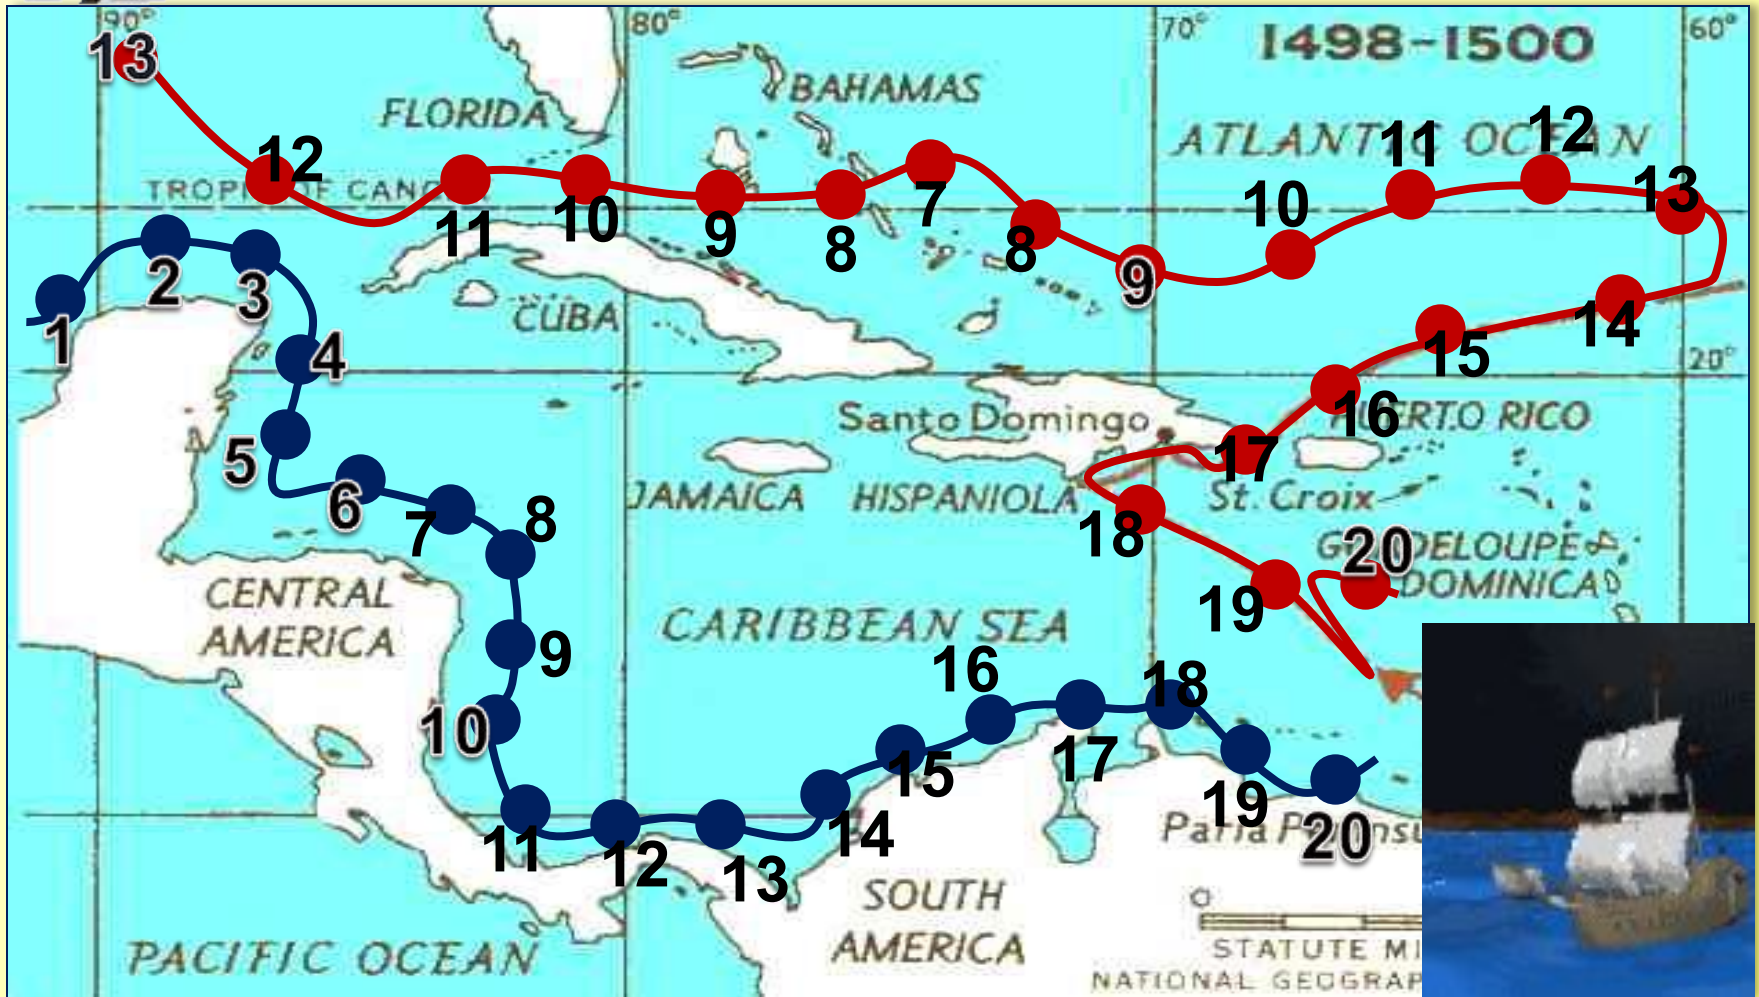 90°
80°
70°
60°
1498-1500
13
BAHAMAS
FLORIDA
ATLANTIC OCEAN
11
12
12
TROPIC OF CANCER
13
7
10
11
10
9
8
8
9
2
3
1
4
CUBA
14
15
20°
16
Santo Domingo
PUERTO RICO
17
5
6
7
8
JAMAICA
HISPANIOLA
St. Croix
18
GUADELOUPE
20
DOMINICA
CENTRAL
AMERICA
19
CARIBBEAN SEA
9
16
18
10
15
17
19
11
12
13
14
Paria Peninsu
20
SOUTH
AMERICA
0
STATUTE MI
NATIONAL GEOGRAP
PACIFIC OCEAN